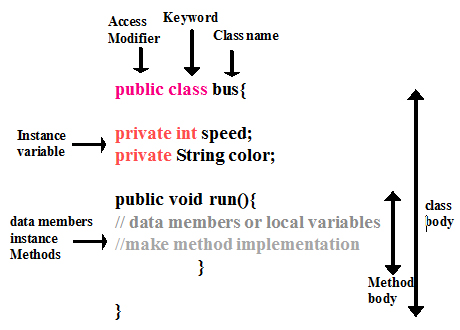 Access
Modifier
Keyword
Class name
public class bus{
Instance
variable
private int speed;
private String color;
public void run(){
data members
instance
Methods
// data members or local variables
//make method implementation
}
}
Method
body
class
body